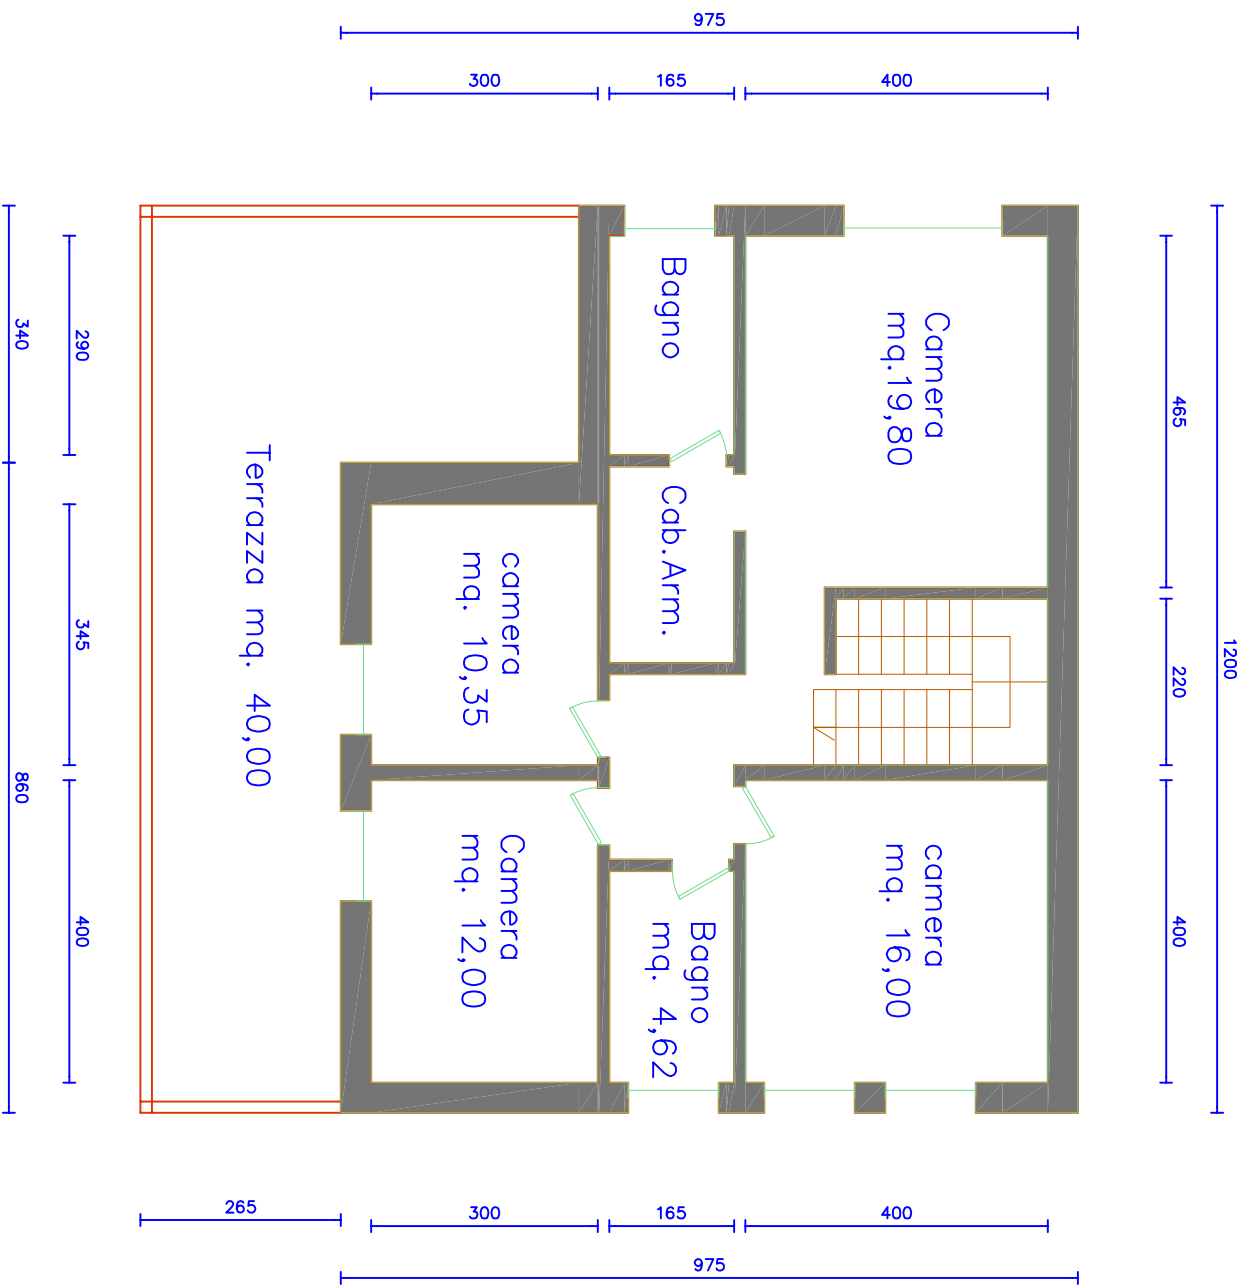 975
300
165
400
Bagno
Camera
mq.19,80
340
290
465
Cab.Arm.
Terrazza mq. 40,00
camera
mq. 10,35
345
220
1200
860
Camera
mq. 12,00
Bagno
mq. 4,62
camera
mq. 16,00
400
400
265
300
165
400
975